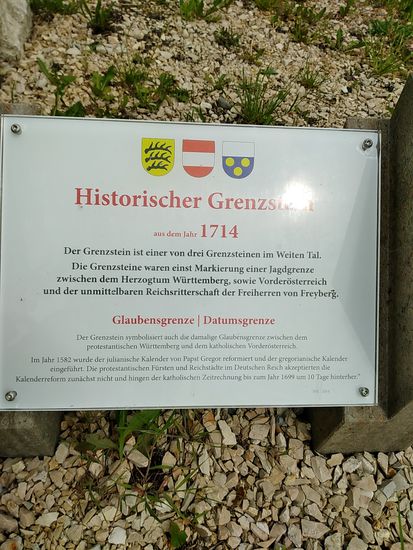 Historischer Grenzstein
aus dem Jahr 1714
Der Grenzstein ist einer von drei Grenzsteinen im Weiten Tal.
Die Grenzsteine waren einst Markierung einer Jagdgrenze
zwischen dem Herzogtum Württemberg, sowie Vorderösterreich
und der unmittelbaren Reichsritterschaft der Freiherren von Freyberg.
Glaubensgrenze | Datumsgrenze
Der Grenzstein symbolisiert auch die damalige Glaubensgrenze zwischen dem
protestantischen Württemberg und dem katholischen Vorderösterreich.
Im Jahr 1582 wurde der julianische Kalender von Papst Gregor reformiert und der gregorianische Kalender
eingeführt. Die protestantischen Fürsten und Reichstädte im Deutschen Reich akzeptierten die
Kalenderreform zunächst nicht und hingen der katholischen Zeitrechnung bis zum Jahr 1699 um 10 Tage hinterher."